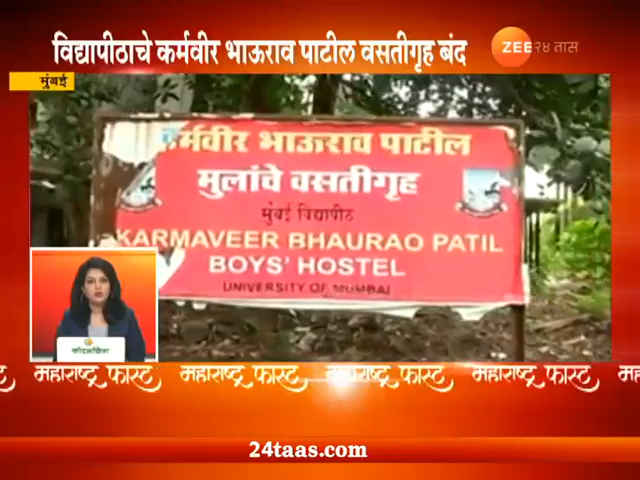 विद्यापीठाचे कर्मवीर भाऊराव पाटील वसतीगृह बंद
ZEE २४ तास
मुंबई
कर्मवीर भाऊराव पाटील
मुलांचे वसतीगृह
मुंबई विद्यापीठ
KARMAVEER BHAURAO PATIL
BOYS' HOSTEL
UNIVERSITY OF MUMBAI
महाराष्ट्र फास्ट महाराष्ट्र फास्ट महाराष्ट्र फास्ट
24taas.com